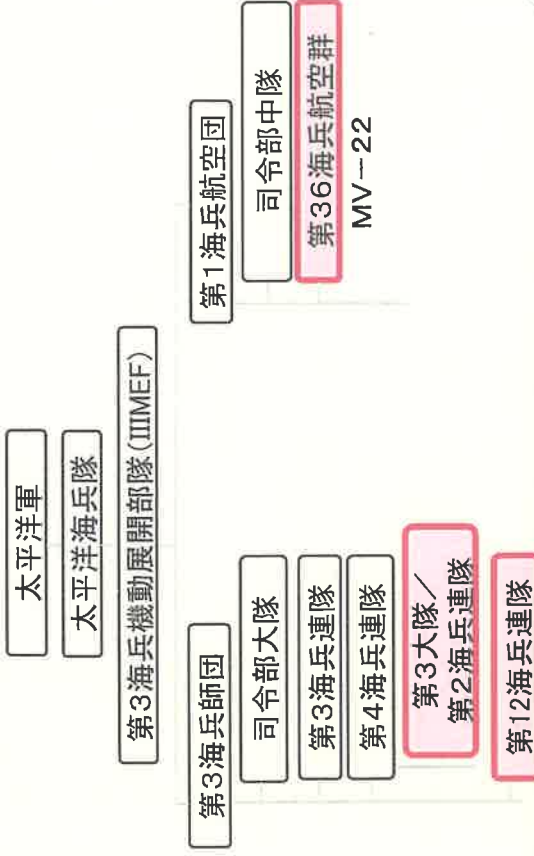 太平洋軍
太平洋海兵隊
第3海兵機動展開部隊(IIIMEF)
第3海兵師団
司令部大隊
第3海兵連隊
第4海兵連隊
第3大隊／
第2海兵連隊
第12海兵連隊
第1海兵航空団
司令部中隊
第36海兵航空群
MV－22